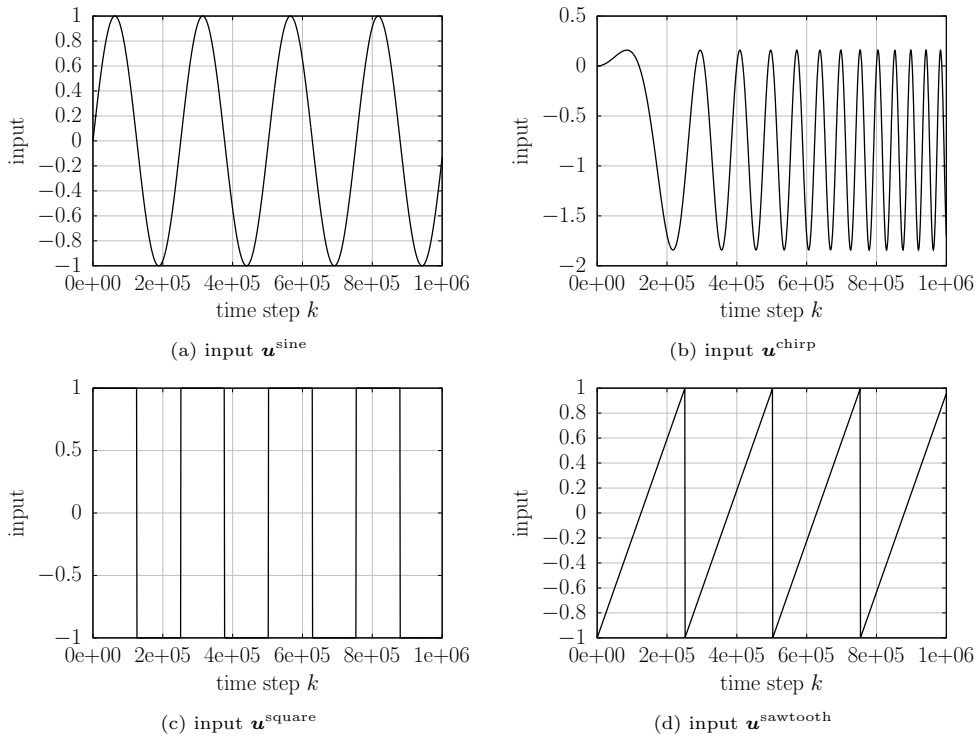 1
0.8
0.6
0.4
0.2
0
−0.2
−0.4
−0.6
−0.8
−1
input
0e+00 2e+05 4e+05 6e+05 8e+05 1e+06
time step k
(a) input u^sine
0.5
0
−0.5
−1
−1.5
−2
input
0e+00 2e+05 4e+05 6e+05 8e+05 1e+06
time step k
(b) input u^chirp
1
0.5
0
−0.5
−1
input
0e+00 2e+05 4e+05 6e+05 8e+05 1e+06
time step k
(c) input u^square
1
0.8
0.6
0.4
0.2
0
−0.2
−0.4
−0.6
−0.8
−1
input
0e+00 2e+05 4e+05 6e+05 8e+05 1e+06
time step k
(d) input u^sawtooth